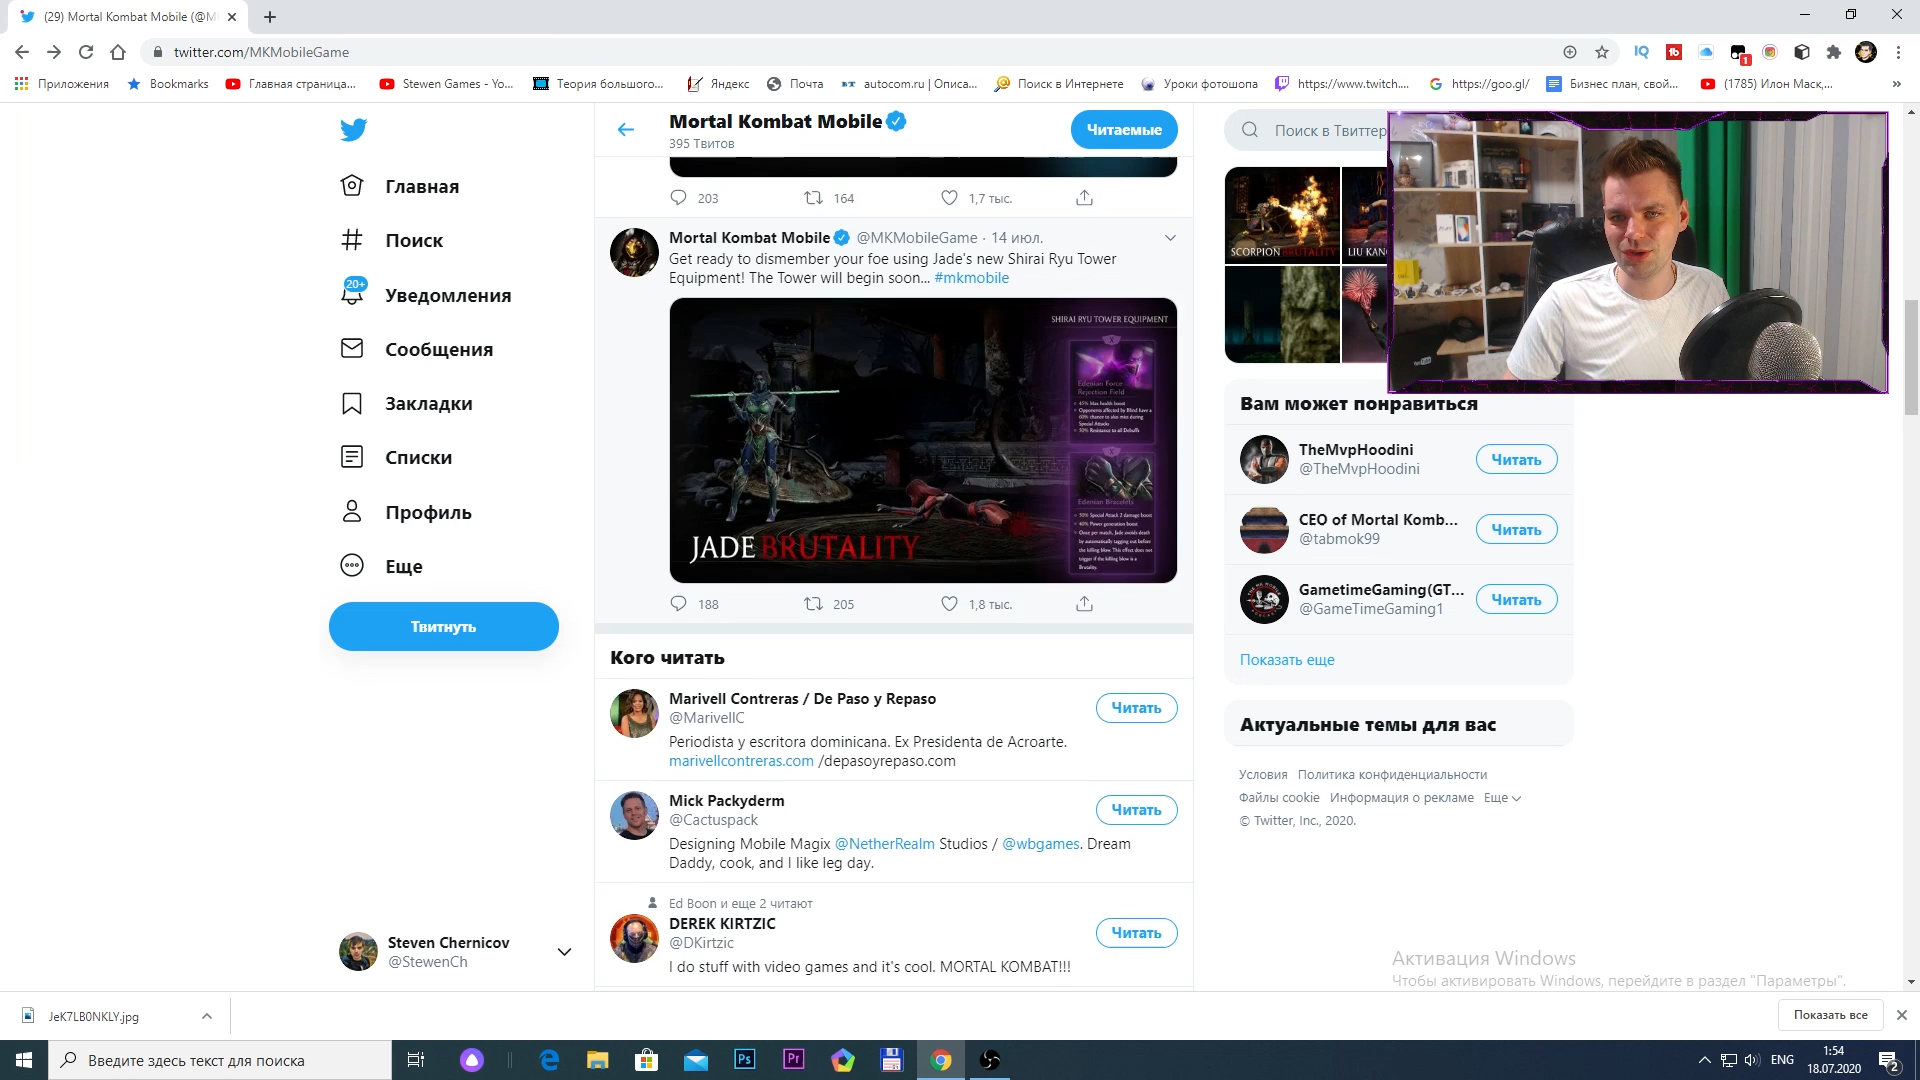 (29) Mortal Kombat Mobile (@M
twitter.com/MKMobileGame
1
Приложения
Bookmarks
Главная страница...
Stewen Games - Yo...
Теория большого...
Яндекс
Почта
autocom.ru | Описа...
Поиск в Интернете
Уроки фотошопа
https://www.twitch....
https://goo.gl/
Бизнес план, свой...
(1785) Илон Маск,...
»
Главная
Поиск
20+
Уведомления
Сообщения
Закладки
Списки
Профиль
Еще
Твитнуть
Steven Chernicov
@StewenCh
Mortal Kombat Mobile
395 Твитов
Читаемые
203
164
1,7 тыс.
Mortal Kombat Mobile @MKMobileGame · 14 июл.
Get ready to dismember your foe using Jade's new Shirai Ryu Tower
Equipment! The Tower will begin soon... #mkmobile
SHIRAI RYU TOWER EQUIPMENT
X
Edenian Force
Rejection Field
45% Max health boost
Opponents affected by Blind have a
60% chance to also miss during
Special Attacks
50% Resistance to all Debuffs
X
Edenian Bracelets
50% Special Attack 2 damage boost
40% Power generation boost
Once per match, Jade avoids death
by automatically tagging out before
the killing blow. This effect does not
trigger if the killing blow is a
Brutality.
JADE BRUTALITY
188
205
1,8 тыс.
Кого читать
Marivell Contreras / De Paso y Repaso
@MarivellC
Читать
Periodista y escritora dominicana. Ex Presidenta de Acroarte.
marivellcontreras.com /depasoyrepaso.com
Mick Packyderm
@Cactuspack
Читать
Designing Mobile Magix @NetherRealm Studios / @wbgames. Dream
Daddy, cook, and I like leg day.
Ed Boon и еще 2 читают
DEREK KIRTZIC
@DKirtzic
Читать
I do stuff with video games and it's cool. MORTAL KOMBAT!!!
Поиск в Твиттер
SCORPION BRUTALITY
LIU KAN
Вам может понравиться
TheMvpHoodini
@TheMvpHoodini
Читать
CEO of Mortal Komb...
@tabmok99
Читать
GametimeGaming(GT...
@GameTimeGaming1
Читать
Показать еще
Актуальные темы для вас
Условия Политика конфиденциальности
Файлы cookie Информация о рекламе Еще
© Twitter, Inc., 2020.
Активация Windows
Чтобы активировать Windows, перейдите в раздел "Параметры".
JeK7LB0NKLY.jpg
Показать все
Введите здесь текст для поиска
Ps
Pr
ENG
1:54
18.07.2020
2